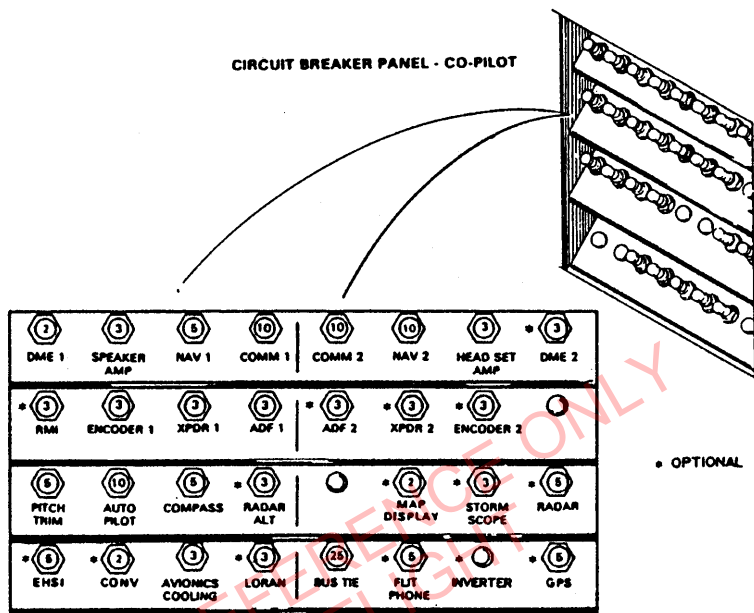 CIRCUIT BREAKER PANEL - CO-PILOT
2 3 5 10 10 10 3 * 3
DME 1 SPEAKER AMP NAV 1 COMM 1 COMM 2 NAV 2 HEAD SET AMP DME 2
* 3 3 3 3 * 3 * 3 * 3
RMI ENCODER 1 XPDR 1 ADF 1 ADF 2 XPDR 2 ENCODER 2
* OPTIONAL
5 10 5 * 3 * 2 * 3 * 5
PITCH TRIM AUTO PILOT COMPASS RADAR ALT MAP DISPLAY STORM SCOPE RADAR
* 5 * 2 3 * 3 25 * 5 * * 5
EHSI CONV AVIONICS COOLING LORAN BUS TIE FLIT PHONE INVERTER GPS
EFERENCE ONLY
FLIGHT